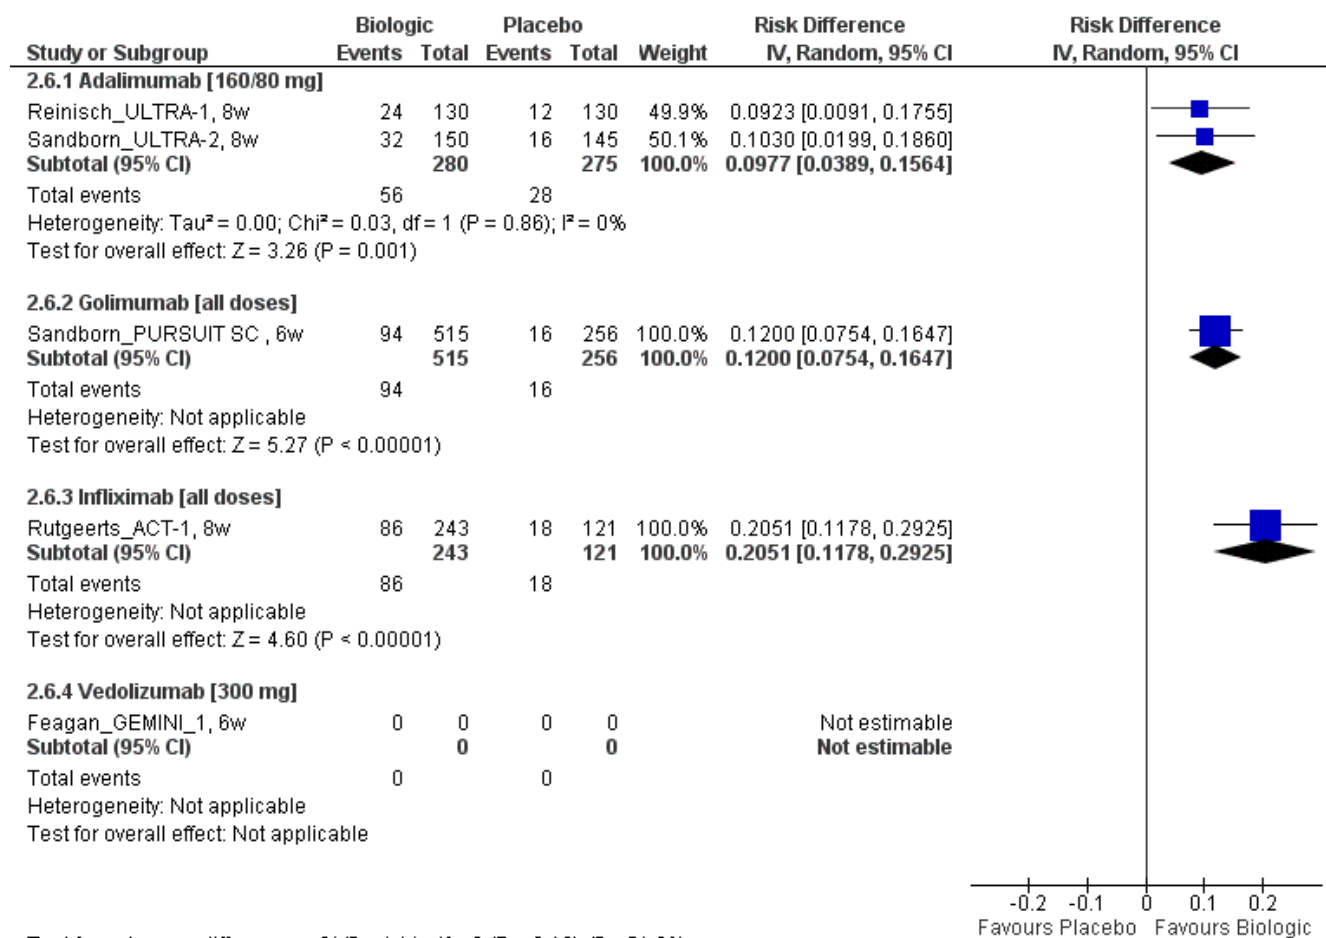 Biologic Placebo Risk Difference Risk Difference
Study or Subgroup Events Total Events Total Weight IV, Random, 95% CI IV, Random, 95% CI
2.6.1 Adalimumab [160/80 mg]
Reinisch_ULTRA-1, 8w 24 130 12 130 49.9% 0.0923 [0.0091, 0.1755]
Sandborn_ULTRA-2, 8w 32 150 16 145 50.1% 0.1030 [0.0199, 0.1860]
Subtotal (95% CI) 280 275 100.0% 0.0977 [0.0389, 0.1564]
Total events 56 28
Heterogeneity: Tau² = 0.00; Chi² = 0.03, df = 1 (P = 0.86); I² = 0%
Test for overall effect: Z = 3.26 (P = 0.001)
2.6.2 Golimumab [all doses]
Sandborn_PURSUIT SC , 6w 94 515 16 256 100.0% 0.1200 [0.0754, 0.1647]
Subtotal (95% CI) 515 256 100.0% 0.1200 [0.0754, 0.1647]
Total events 94 16
Heterogeneity: Not applicable
Test for overall effect: Z = 5.27 (P < 0.00001)
2.6.3 Infliximab [all doses]
Rutgeerts_ACT-1, 8w 86 243 18 121 100.0% 0.2051 [0.1178, 0.2925]
Subtotal (95% CI) 243 121 100.0% 0.2051 [0.1178, 0.2925]
Total events 86 18
Heterogeneity: Not applicable
Test for overall effect: Z = 4.60 (P < 0.00001)
2.6.4 Vedolizumab [300 mg]
Feagan_GEMINI_1, 6w 0 0 0 0 Not estimable
Subtotal (95% CI) 0 0 Not estimable
Total events 0 0
Heterogeneity: Not applicable
Test for overall effect: Not applicable
-0.2 -0.1 0 0.1 0.2
Favours Placebo Favours Biologic